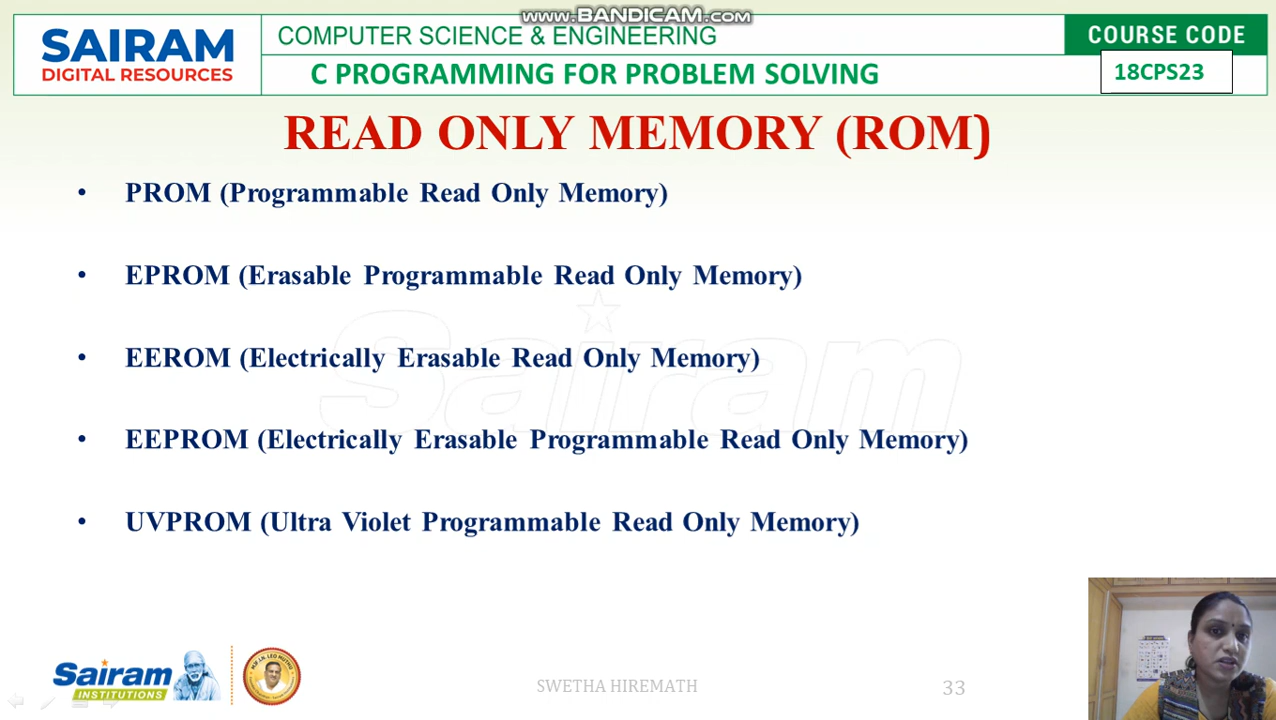 www.BANDICAM.com
SAIRAM
DIGITAL RESOURCES
COMPUTER SCIENCE & ENGINEERING
COURSE CODE
C PROGRAMMING FOR PROBLEM SOLVING
18CPS23
READ ONLY MEMORY (ROM)
• PROM (Programmable Read Only Memory)
• EPROM (Erasable Programmable Read Only Memory)
• EEROM (Electrically Erasable Read Only Memory)
Sairam
• EEPROM (Electrically Erasable Programmable Read Only Memory)
• UVPROM (Ultra Violet Programmable Read Only Memory)
Sairam
INSTITUTIONS
SWETHA HIREMATH
33